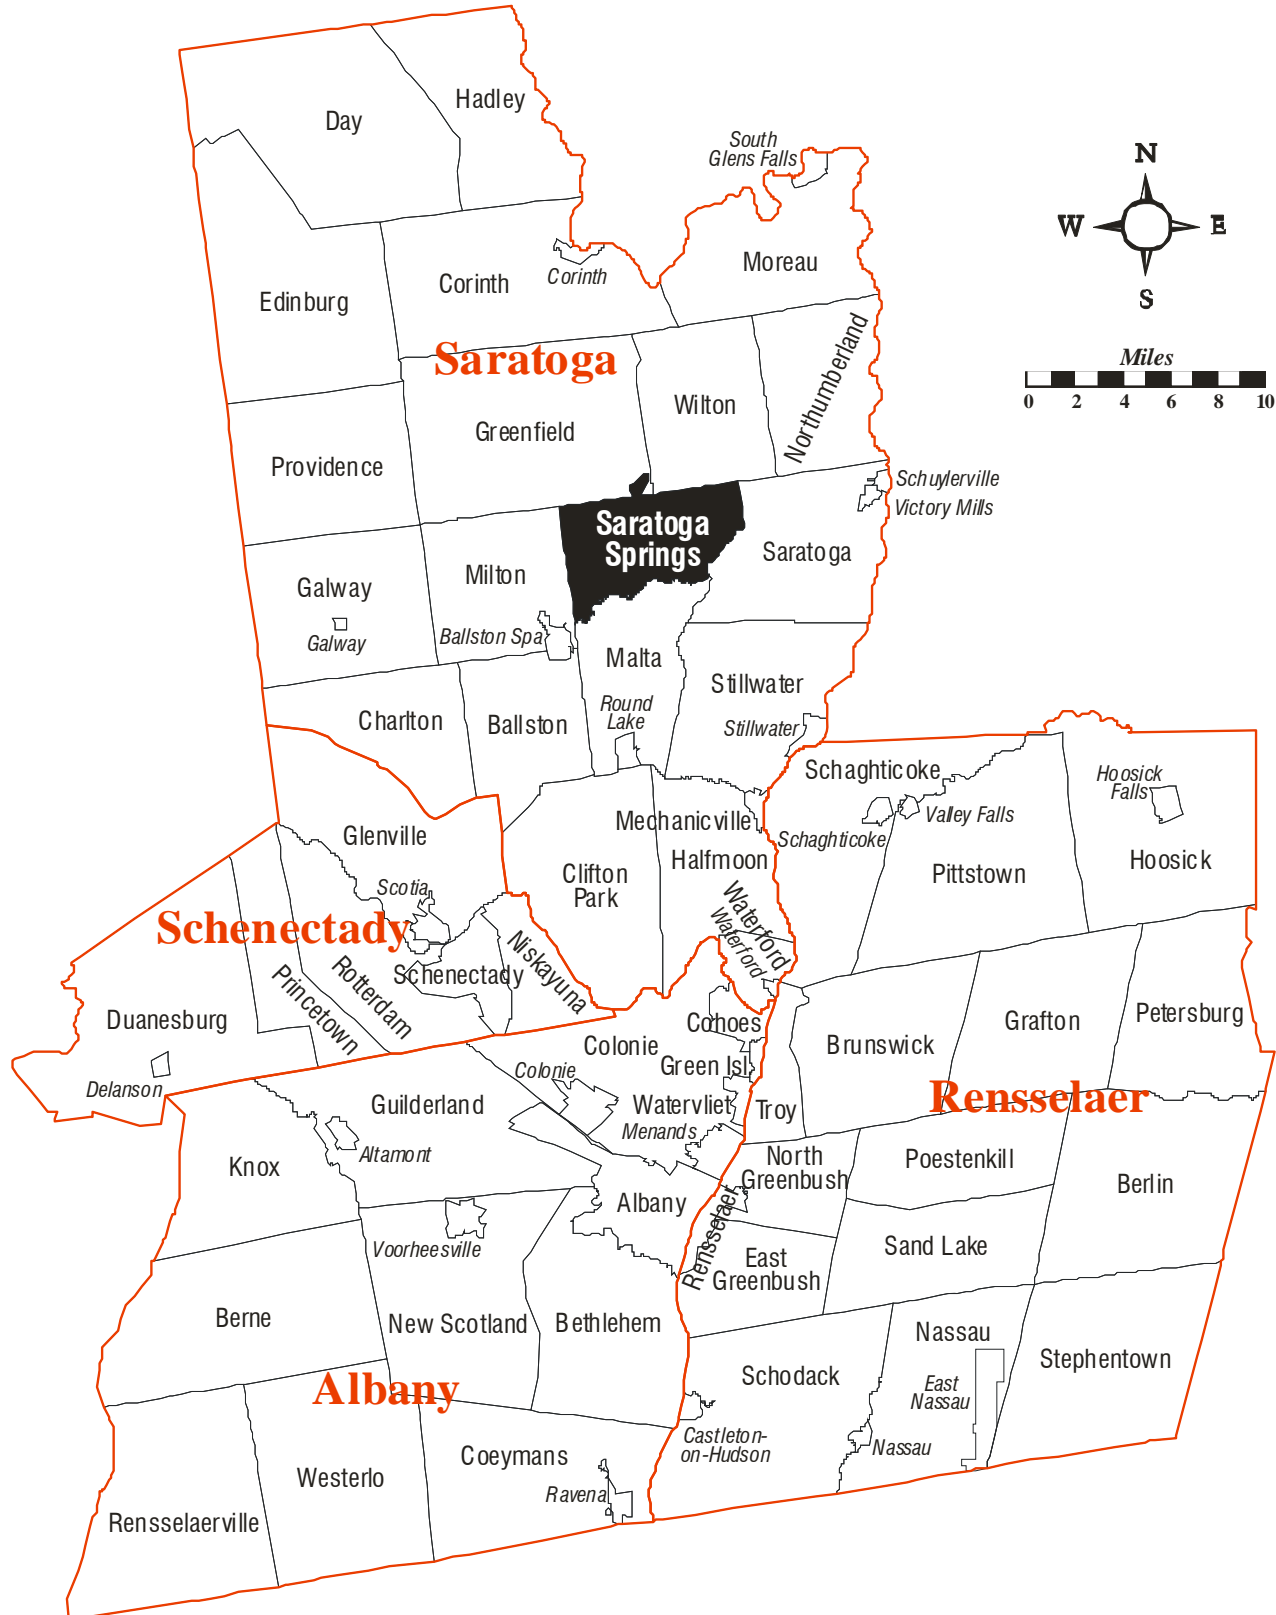 Hadley
Day
South
Glens Falls
N
W
E
S
Moreau
Corinth
Corinth
Edinburg
Miles
0 2 4 6 8 10
Saratoga
Northumberland
Wilton
Greenfield
Providence
Schuylerville
Victory Mills
Saratoga
Springs
Saratoga
Milton
Galway
Galway
Ballston Spa
Malta
Stillwater
Round
Lake
Charlton
Ballston
Stillwater
Schaghticoke
Hoosick
Falls
Valley Falls
Mechanicville
Schaghticoke
Glenville
Halfmoon
Hoosick
Clifton
Park
Pittstown
Scotia
Waterford
Waterford
Schenectady
Niskayuna
Schenectady
Rotterdam
Princetown
Duanesburg
Cohoes
Petersburg
Grafton
Colonie
Brunswick
Green Isl.
Colonie
Delanson
Rensselaer
Guilderland
Watervliet
Troy
Menands
Altamont
Knox
North
Greenbush
Poestenkill
Berlin
Albany
Rensselaer
Voorheesville
Sand Lake
East
Greenbush
Berne
New Scotland
Bethlehem
Nassau
Stephentown
Schodack
Albany
East
Nassau
Castleton-
on-Hudson
Nassau
Coeymans
Westerlo
Ravena
Rensselaerville